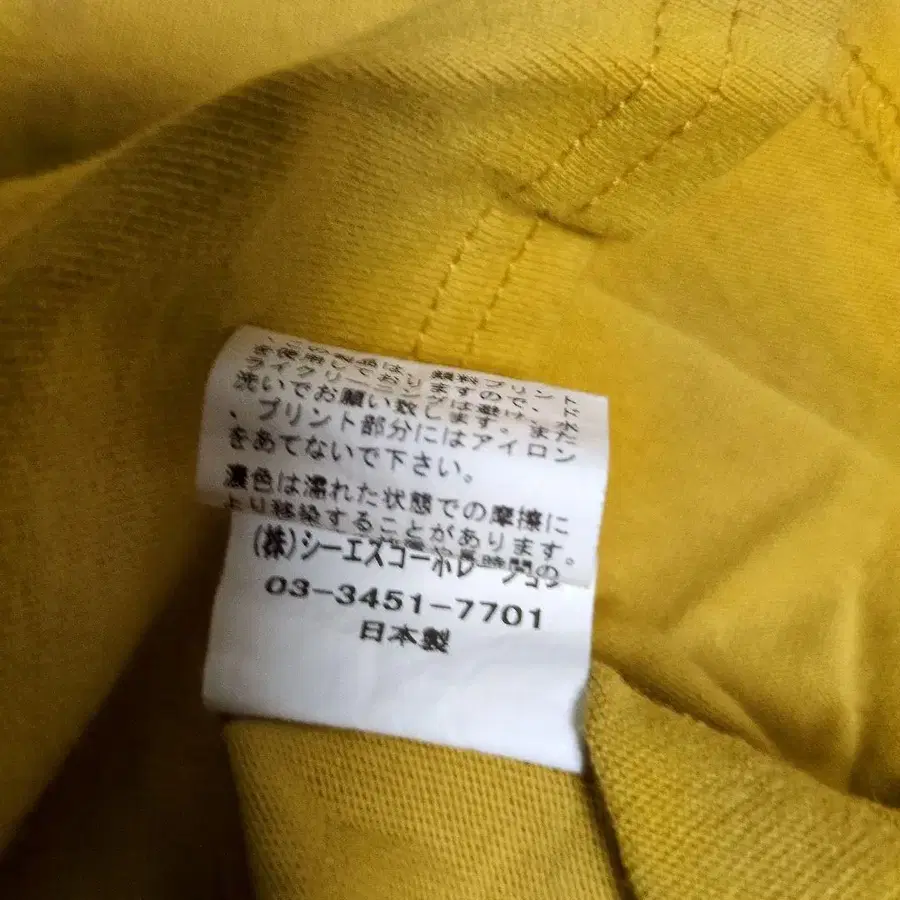 、この製品は、顔料プリント
を使用しておりますので、ド
ライクリーニングは避け、水
洗いでお願い致します。また
、プリント部分にはアイロン
をあてないで下さい。
濃色は濡れた状態での摩擦に
より移染することがあります。
長時間の
(株)シーエスコーポレーション
03-3451-7701
日本製